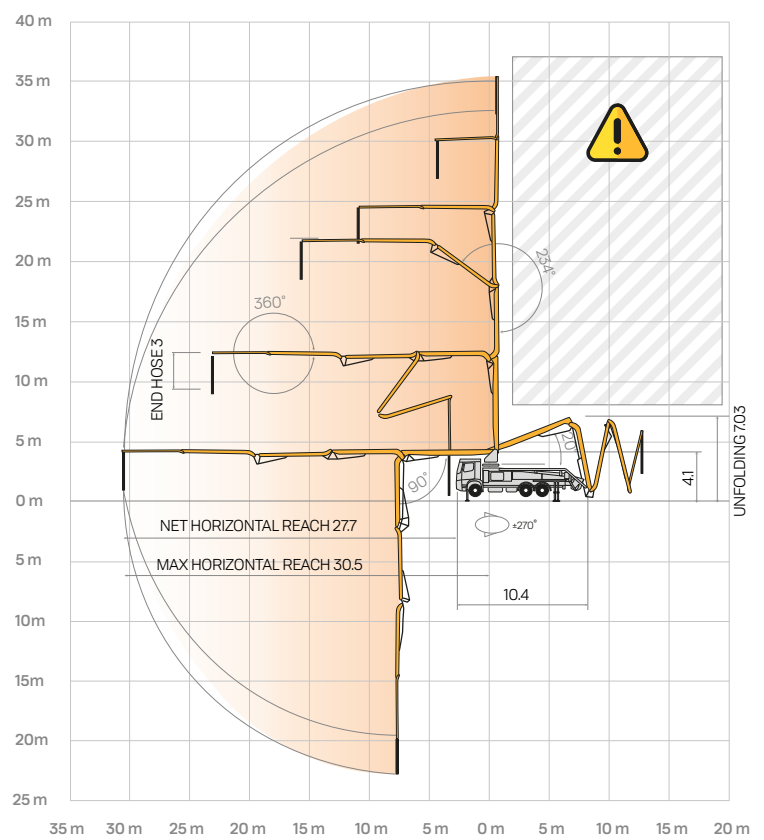 40 m
35 m
30 m
25 m
234°
20 m
360°
15 m
END HOSE 3
10 m
5 m
20
UNFOLDING 7.03
90°
4.1
0 m
NET HORIZONTAL REACH 27.7
±270°
5 m
MAX HORIZONTAL REACH 30.5
10.4
10m
15m
20m
25 m
35 m 30 m 25 m 20 m 15 m 10 m 5 m 0 m 5 m 10 m 15 m 20 m